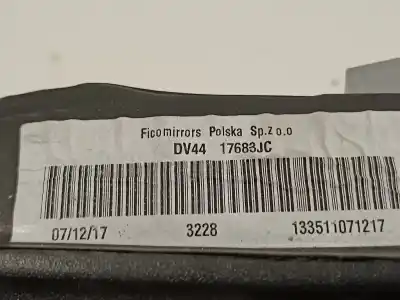 Ficomirrors Polska Sp.z o.o
DV44 17683JC
07/12/17 3228 133511071217